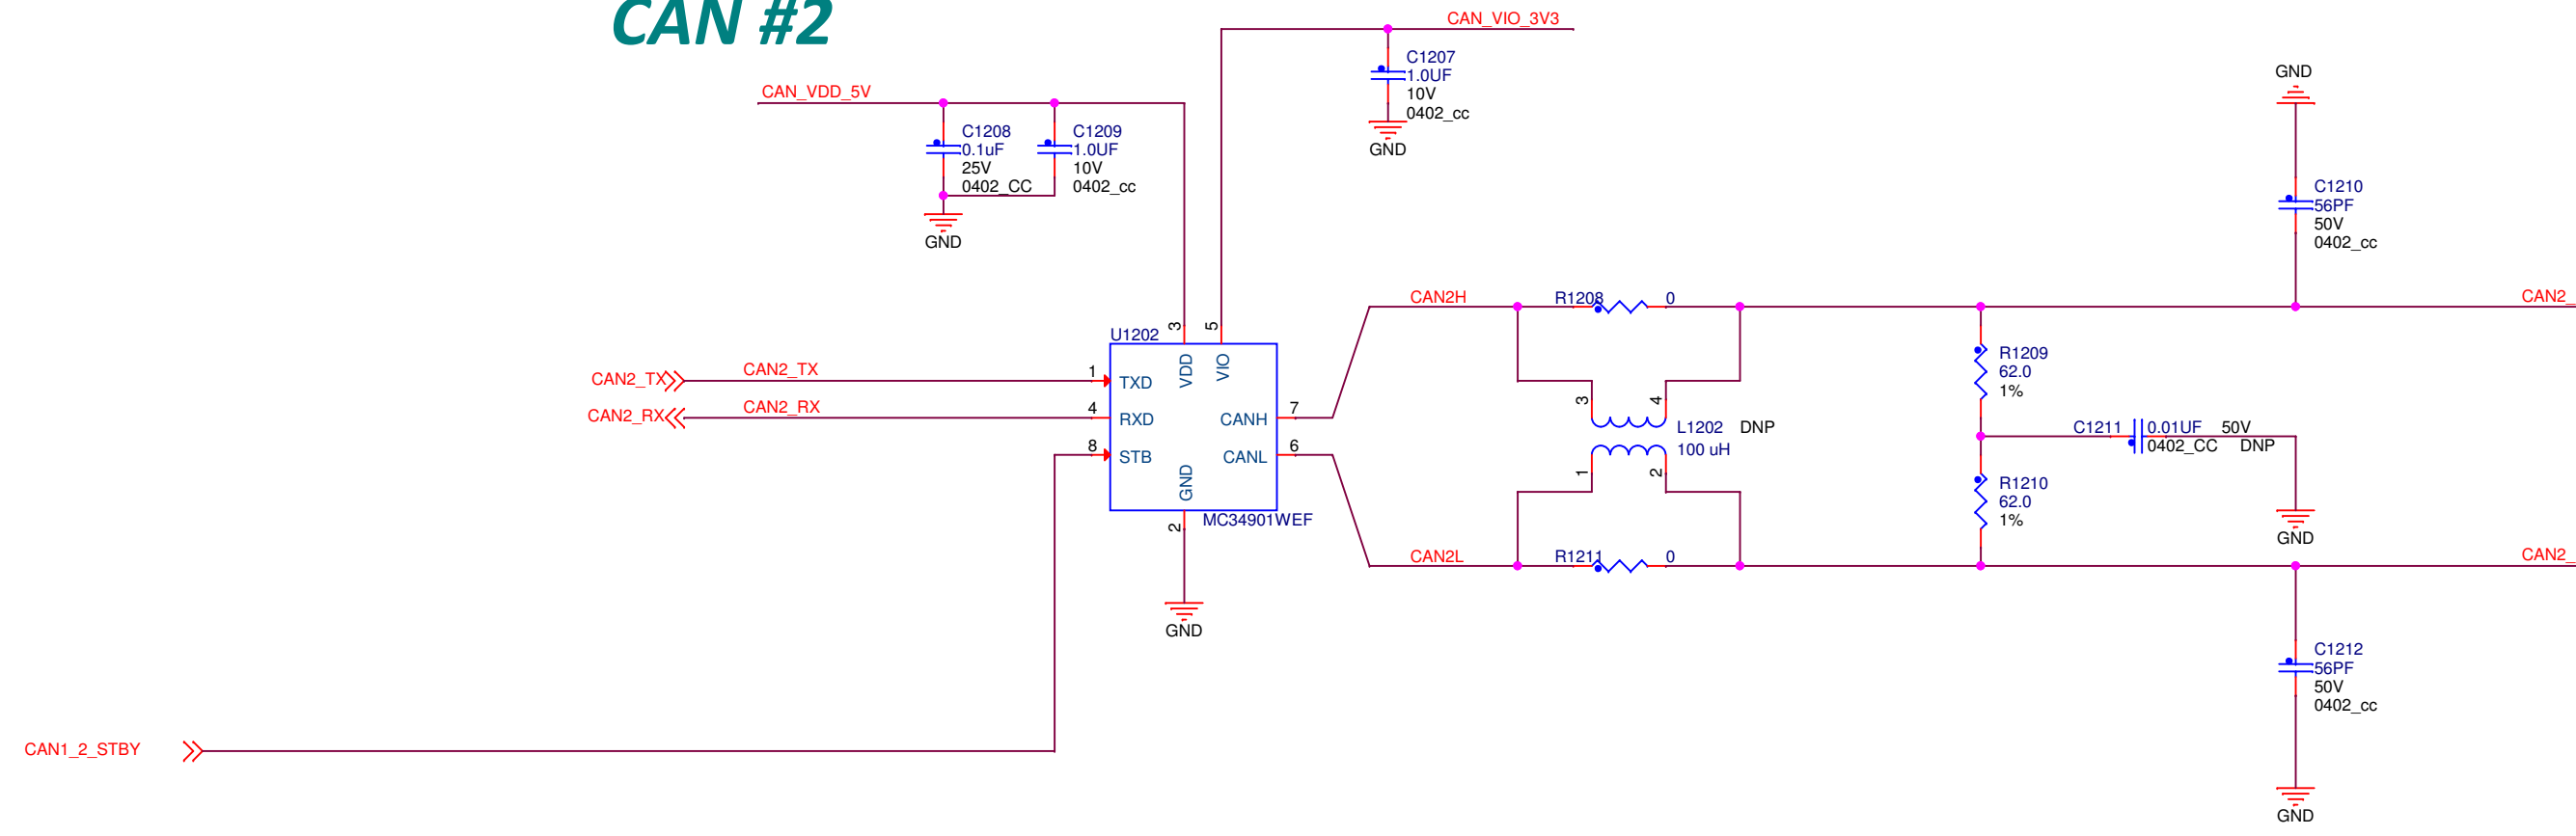 CAN #2
CAN_VIO_3V3
C1207
1.0UF
10V
0402_cc
GND
CAN_VDD_5V
C1208
0.1uF
25V
0402_CC
C1209
1.0UF
10V
0402_cc
GND
GND
C1210
56PF
50V
0402_cc
U1202
3
5
VDD
VIO
CAN2_TX
CAN2_TX
1
TXD
CAN2_RX
CAN2_RX
4
RXD
8
STB
GND
CANH
7
CANL
6
MC34901WEF
2
GND
CAN2H
R1208
0
CAN2_
3
4
L1202 DNP
100 uH
1
2
CAN2L
R1211
0
CAN2_
R1209
62.0
1%
C1211
0.01UF 50V
0402_CC DNP
R1210
62.0
1%
GND
C1212
56PF
50V
0402_cc
GND
CAN1_2_STBY